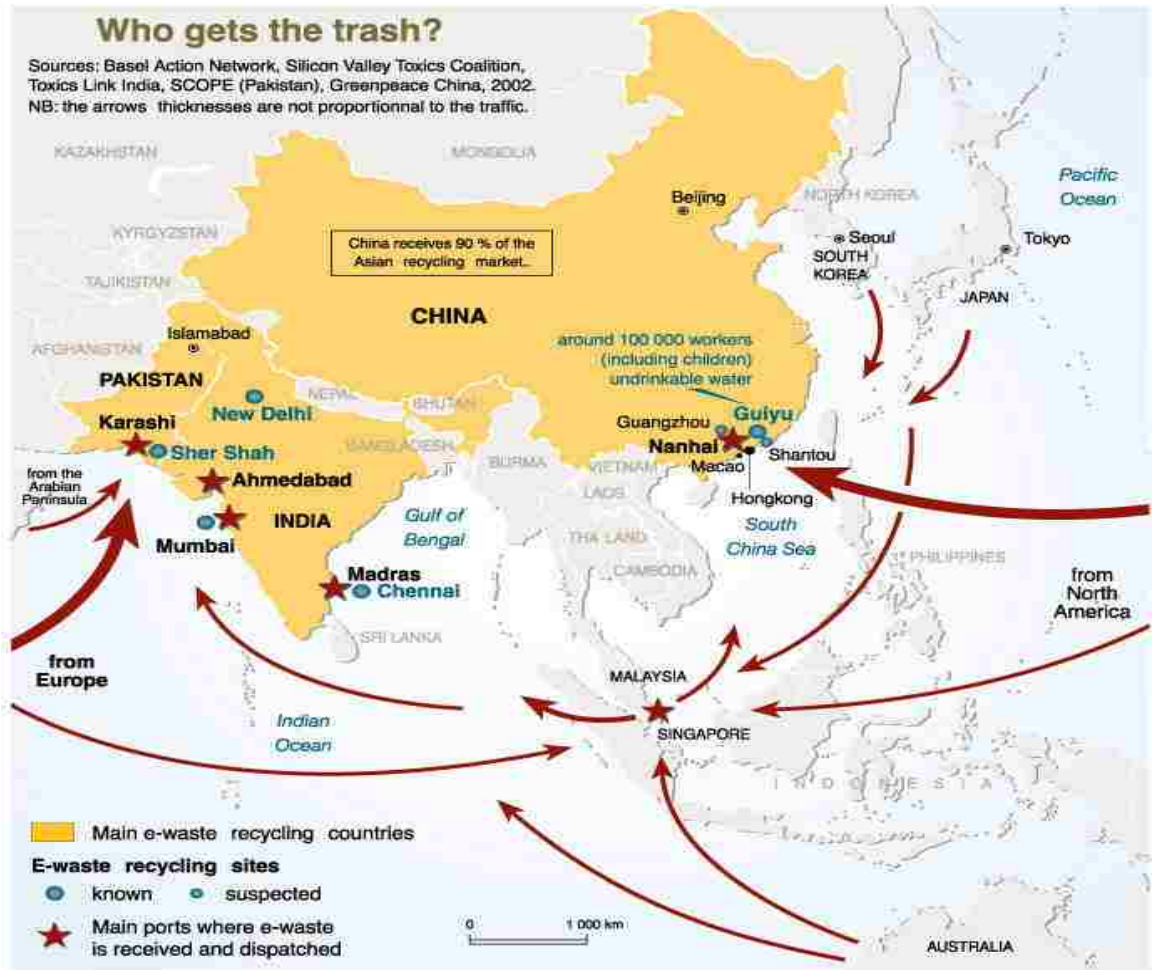 Who gets the trash?
Sources: Basel Action Network, Silicon Valley Toxics Coalition,
Toxics Link India, SCOPE (Pakistan), Greenpeace China, 2002.
NB: the arrows thicknesses are not proportionnal to the traffic.
KAZAKHSTAN
MONGOLIA
Pacific
Ocean
Beijing
NORTH KOREA
KYRGYZSTAN
China receives 90 % of the
Asian recycling market..
Seoul
SOUTH
KOREA
Tokyo
TAJIKISTAN
JAPAN
CHINA
Islamabad
AFGHANISTAN
around 100 000 workers
(including children)
undrinkable water
PAKISTAN
NEPAL
BHUTAN
New Delhi
Karashi
Guangzhou
Guiyu
Sher Shah
BANGLADESH
Nanhai
Shantou
BURMA
VIETNAM
Macao
from the
Arabian
Peninsula
Ahmedabad
LAOS
Hongkong
INDIA
Gulf of
Bengal
South
China Sea
THA LAND
Mumbai
PHILIPPINES
CAMBODIA
Madras
Chennai
from
North
America
SRI LANKA
from
Europe
MALAYSIA
Indian
Ocean
SINGAPORE
INDONESIA
Main e-waste recycling countries
E-waste recycling sites
known
suspected
Main ports where e-waste
is received and dispatched
0
1 000 km
AUSTRALIA